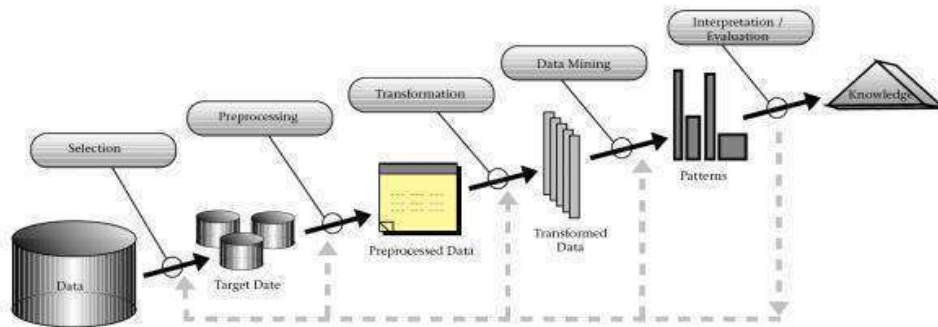 Interpretation /
Evaluation
Data Mining
Transformation
Preprocessing
Selection
Knowledge
Patterns
Transformed
Data
Preprocessed Data
Target Date
Data